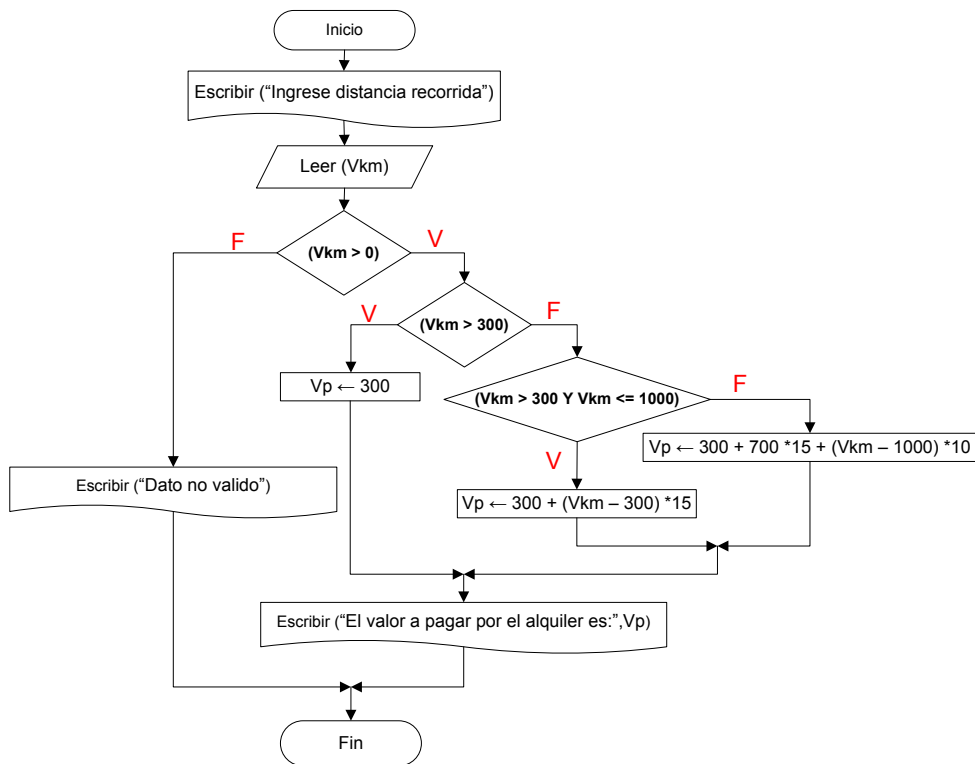 Inicio
Escribir (“Ingrese distancia recorrida”)
Leer (Vkm)
F
(Vkm > 0)
V
V
(Vkm > 300)
F
Vp ← 300
(Vkm > 300 Y Vkm <= 1000)
F
Vp ← 300 + 700 *15 + (Vkm – 1000) *10
V
Escribir (“Dato no valido”)
Vp ← 300 + (Vkm – 300) *15
Escribir (“El valor a pagar por el alquiler es:”,Vp)
Fin